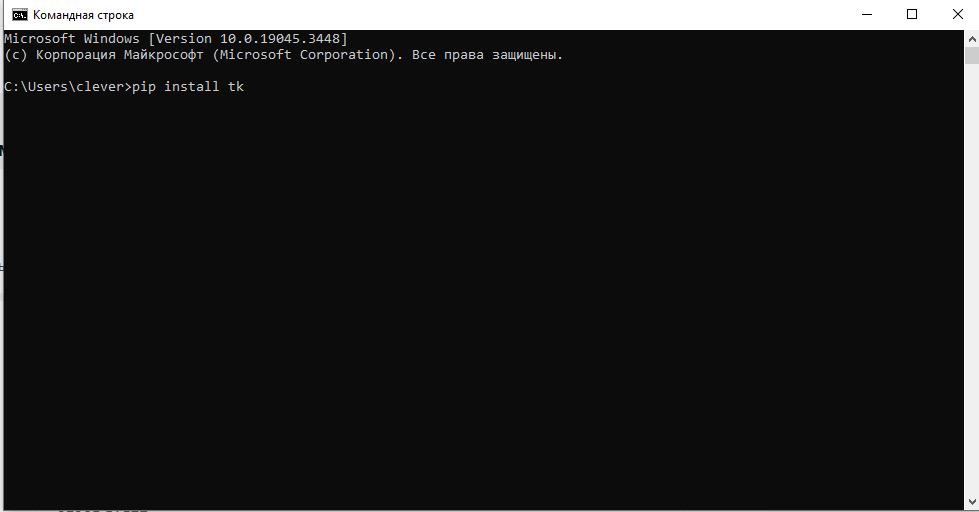 Командная строка
Microsoft Windows [Version 10.0.19045.3448]
(c) Корпорация Майкрософт (Microsoft Corporation). Все права защищены.
C:\Users\clever>pip install tk